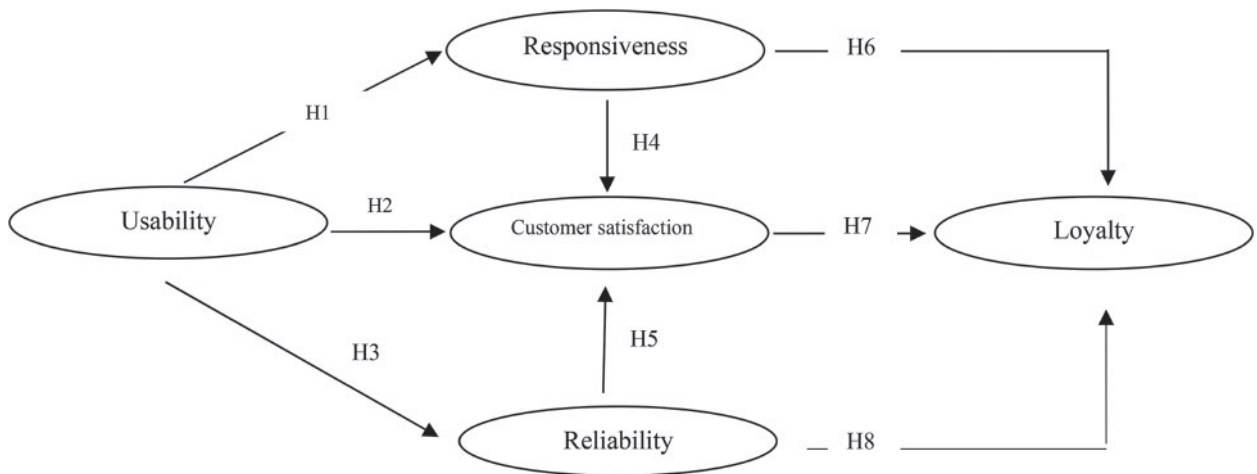 Responsiveness
H6
H1
H4
Usability
H2
Customer satisfaction
H7
Loyalty
H3
H5
Reliability
H8